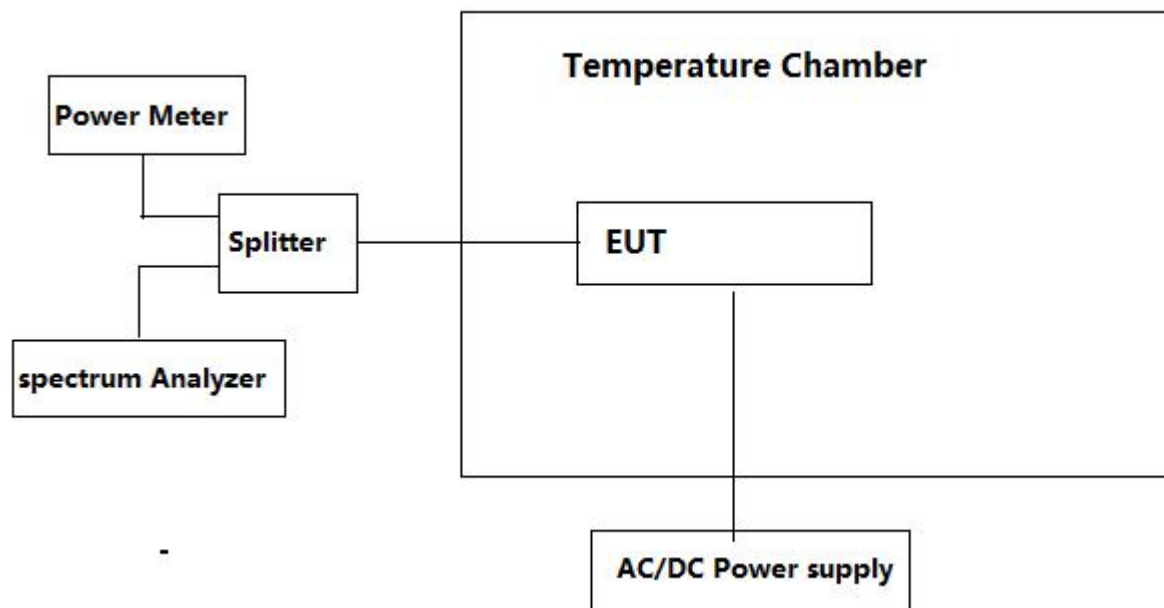 Temperature Chamber
Power Meter
Splitter
EUT
spectrum Analyzer
-
AC/DC Power supply